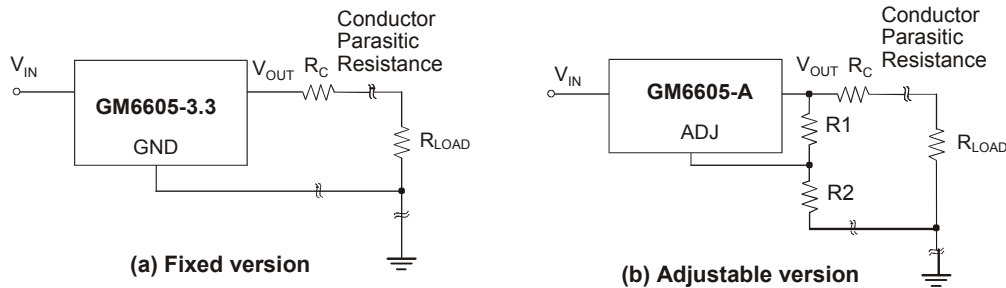 Conductor
Parasitic
Resistance
V_IN
V_OUT
R_C
GM6605-3.3
GND
R_LOAD
(a) Fixed version
Conductor
Parasitic
Resistance
V_IN
V_OUT
R_C
GM6605-A
ADJ
R1
R2
R_LOAD
(b) Adjustable version